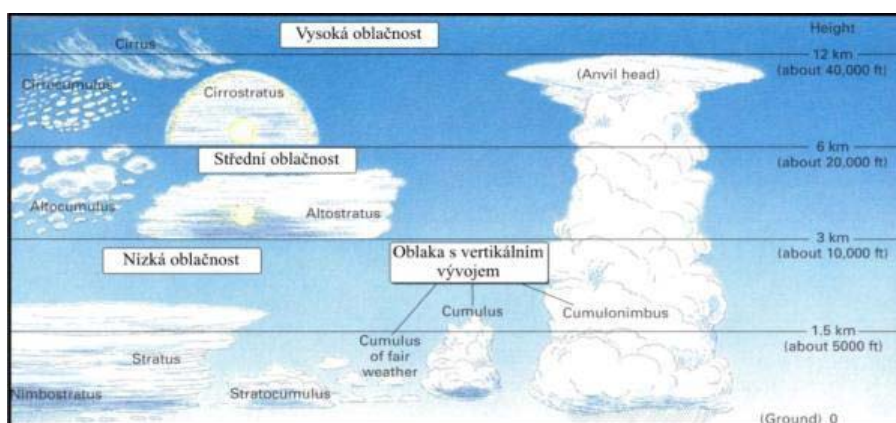 Vysoká oblačnost
Height
Cirrus
12 km
(about 40,000 ft)
(Anvil head)
Cirrocumulus
Cirrostratus
6 km
(about 20,000 ft)
Střední oblačnost
Altocumulus
Altostratus
3 km
(about 10,000 ft)
Nízká oblačnost
Oblaka s vertikálním
vývojem
Cumulus
Cumulonimbus
1.5 km
(about 5000 ft)
Cumulus
of fair
weather
Stratus
Nimbostratus
Stratocumulus
(Ground) 0